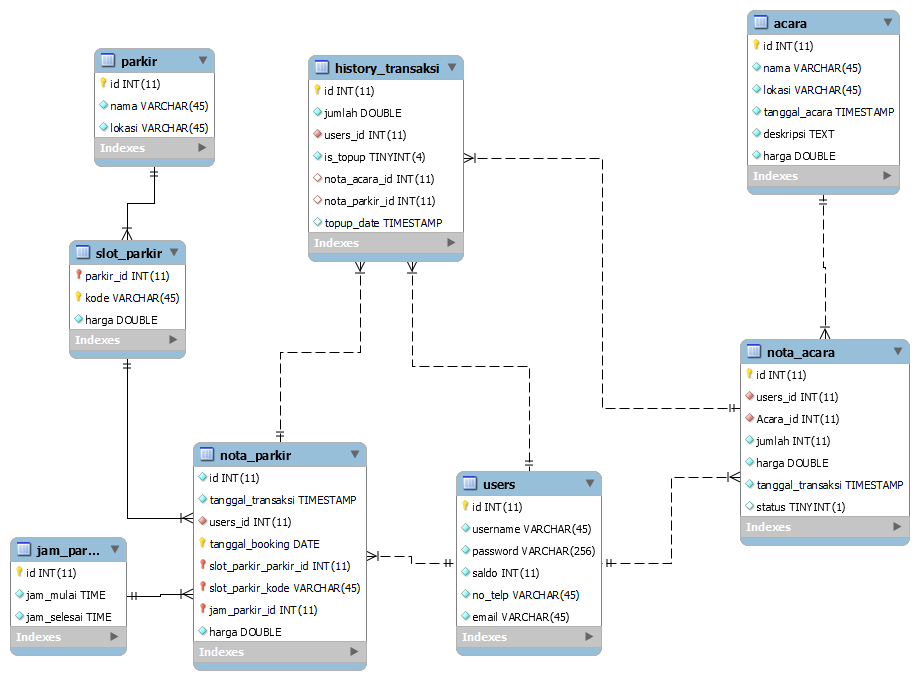 parkir
id INT(11)
nama VARCHAR(45)
lokasi VARCHAR(45)
Indexes
history_transaksi
id INT(11)
jumlah DOUBLE
users_id INT(11)
is_topup TINYINT(4)
nota_acara_id INT(11)
nota_parkir_id INT(11)
topup_date TIMESTAMP
Indexes
acara
id INT(11)
nama VARCHAR(45)
lokasi VARCHAR(45)
tanggal_acara TIMESTAMP
deskripsi TEXT
harga DOUBLE
Indexes
slot_parkir
parkir_id INT(11)
kode VARCHAR(45)
harga DOUBLE
Indexes
nota_acara
id INT(11)
users_id INT(11)
Acara_id INT(11)
jumlah INT(11)
harga DOUBLE
tanggal_transaksi TIMESTAMP
status TINYINT(1)
Indexes
nota_parkir
id INT(11)
tanggal_transaksi TIMESTAMP
users_id INT(11)
tanggal_booking DATE
slot_parkir_parkir_id INT(11)
slot_parkir_kode VARCHAR(45)
jam_parkir_id INT(11)
harga DOUBLE
Indexes
users
id INT(11)
username VARCHAR(45)
password VARCHAR(256)
saldo INT(11)
no_telp VARCHAR(45)
email VARCHAR(45)
Indexes
jam_par...
id INT(11)
jam_mulai TIME
jam_selesai TIME
Indexes